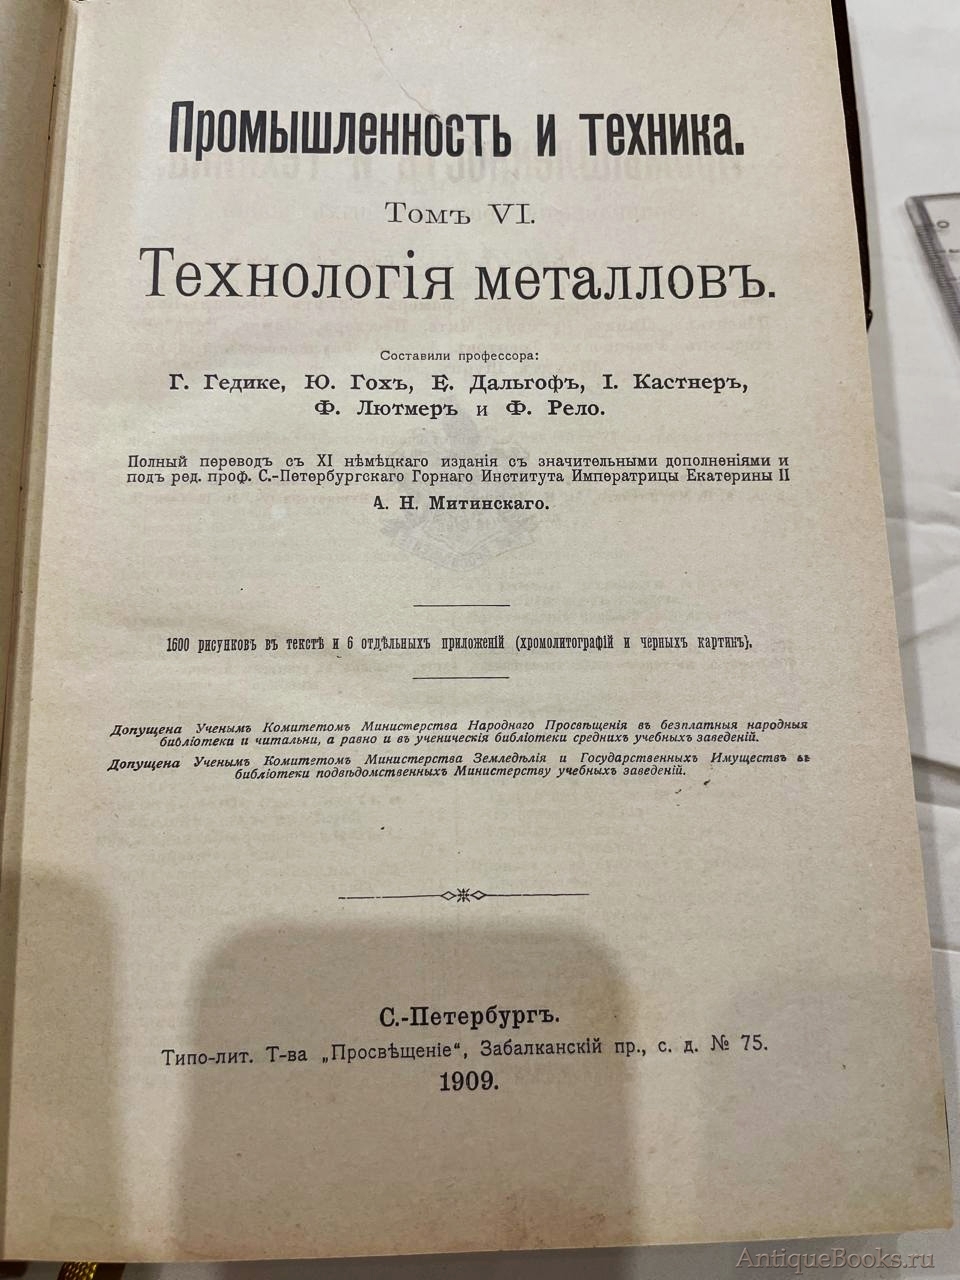 Промышленность и техника.
Томъ VI.
Технологія металловъ.
Составили профессора:
Г. Гедике, Ю. Гохъ, Е. Дальгофъ, І. Кастнеръ,
Ф. Лютмеръ и Ф. Рело.
Полный переводъ съ XI нѣмѣцкаго изданія съ значительными дополненіями и
подъ ред. проф. С.-Петербургскаго Горнаго Института Императрицы Екатерины II
А. Н. Митинскаго.
1600 рисунковъ въ текстѣ и 6 отдѣльныхъ приложеній (хромолитографій и черныхъ картинъ).
Допущена Ученымъ Комитетомъ Министерства Народнаго Просвѣщенія въ безплатныя народныя
библіотеки и читальни, а равно и въ ученическія библіотеки среднихъ учебныхъ заведеній.
Допущена Ученымъ Комитетомъ Министерства Земледѣлія и Государственныхъ Имуществъ въ
библіотеки подвѣдомственныхъ Министерству учебныхъ заведеній.
С.-Петербургъ.
Типо-лит. Т-ва „Просвѣщеніе“, Забалканскій пр., с. д. № 75.
1909.
AntiqueBooks.ru